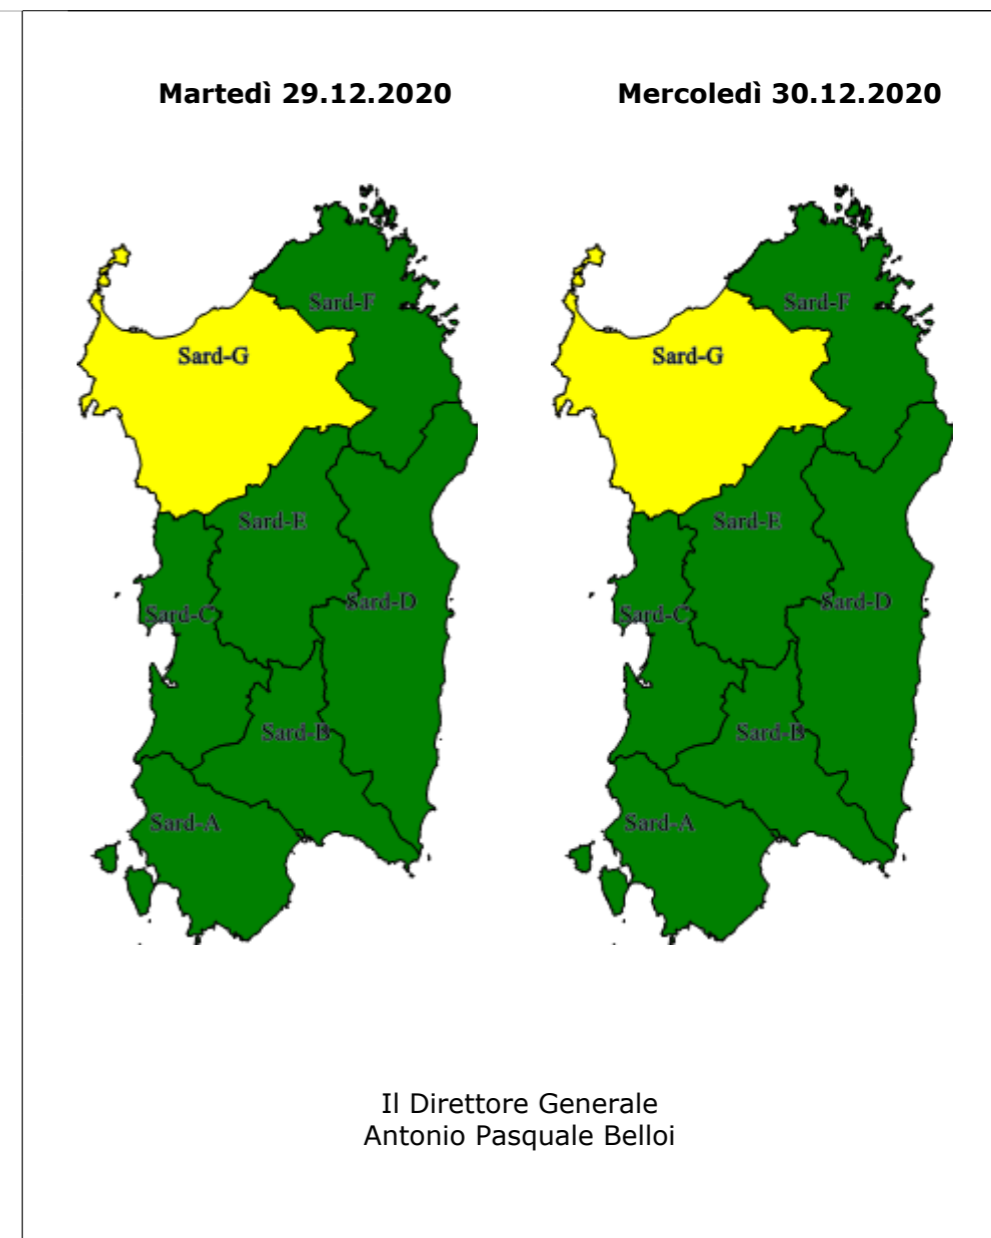 Martedì 29.12.2020
Mercoledì 30.12.2020
Sard-F
Sard-G
Sard-E
Sard-D
Sard-C
Sard-B
Sard-A
Sard-F
Sard-G
Sard-E
Sard-D
Sard-C
Sard-B
Sard-A
Il Direttore Generale
Antonio Pasquale Belloi